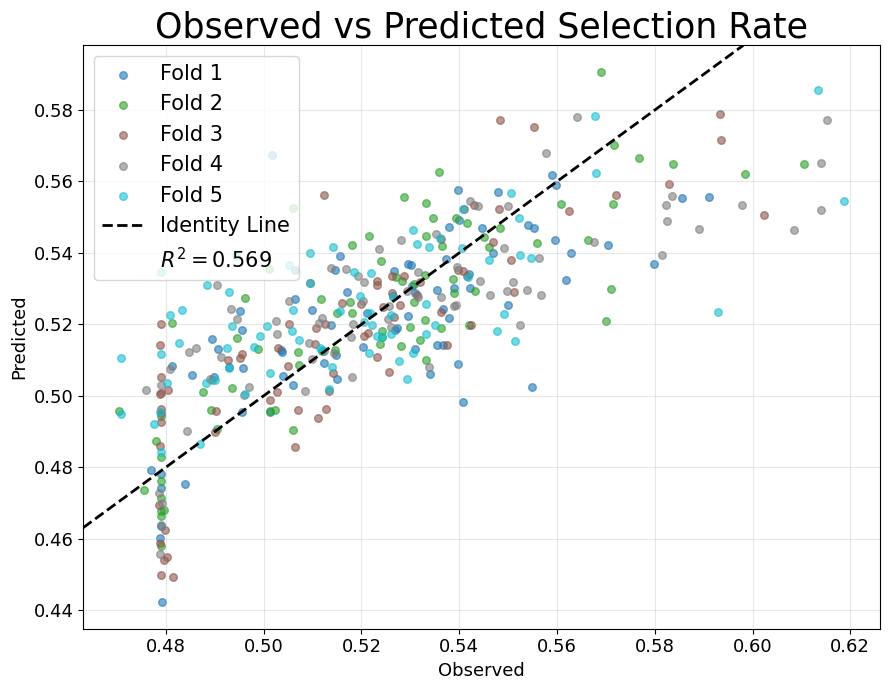 Observed vs Predicted Selection Rate
Fold 1
Fold 2
Fold 3
Fold 4
Fold 5
Identity Line
R² = 0.569
0.58
0.56
0.54
0.52
0.50
0.48
0.46
0.44
Predicted
0.48 0.50 0.52 0.54 0.56 0.58 0.60 0.62
Observed